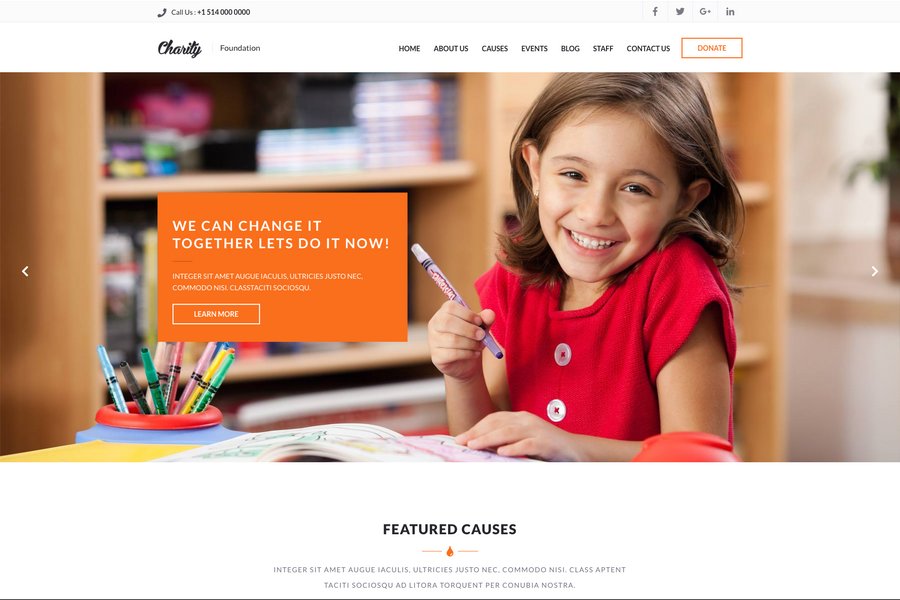 Call Us : +1 514 000 0000
Charity Foundation
HOME ABOUT US CAUSES EVENTS BLOG STAFF CONTACT US DONATE
WE CAN CHANGE IT
TOGETHER LETS DO IT NOW!
INTEGER SIT AMET AUGUE IACULIS, ULTRICIES JUSTO NEC,
COMMODO NISI. CLASSTACITI SOCIOSQU.
LEARN MORE
FEATURED CAUSES
INTEGER SIT AMET AUGUE IACULIS, ULTRICIES JUSTO NEC, COMMODO NISI. CLASS APTENT
TACITI SOCIOSQU AD LITORA TORQUENT PER CONUBIA NOSTRA.